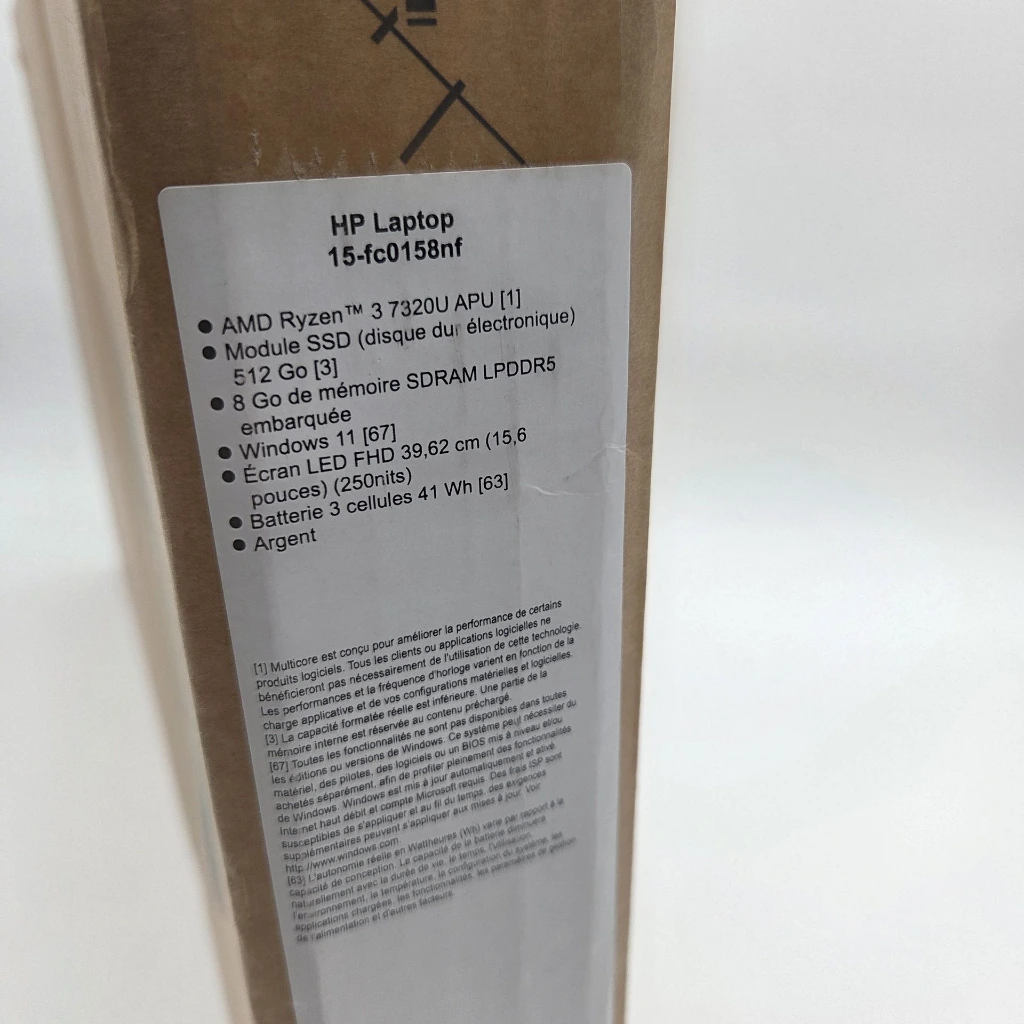 HP Laptop
15-fc0158nf
● AMD Ryzen™ 3 7320U APU [1]
● Module SSD (disque dur électronique)
512 Go [3]
● 8 Go de mémoire SDRAM LPDDR5
embarquée
● Windows 11 [67]
● Écran LED FHD 39,62 cm (15,6
pouces) (250nits)
● Batterie 3 cellules 41 Wh [63]
● Argent
[1] Multicore est conçu pour améliorer la performance de certains
produits logiciels. Tous les clients ou applications logicielles ne
bénéficieront pas nécessairement de l'utilisation de cette technologie.
Les performances et la fréquence d'horloge varient en fonction de la
charge applicative et de vos configurations matérielles et logicielles.
[3] La capacité formatée réelle est inférieure. Une partie de la
mémoire interne est réservée au contenu préchargé.
[67] Toutes les fonctionnalités ne sont pas disponibles dans toutes
les éditions ou versions de Windows. Ce système peut nécessiter du
matériel, des pilotes, des logiciels ou un BIOS mis à niveau et/ou
achetés séparément, afin de profiter pleinement des fonctionnalités
de Windows. Windows est mis à jour automatiquement et activé.
Internet haut débit et compte Microsoft requis. Des frais ISP sont
susceptibles de s'appliquer et au fil du temps, des exigences
supplémentaires peuvent s'appliquer aux mises à jour. Voir
http://www.windows.com
[63] L'autonomie réelle en Wattheures (Wh) varie par rapport à la
capacité de conception. La capacité de la batterie diminuera
naturellement avec la durée de vie, le temps, l'utilisation,
l'environnement, la température, la configuration du système, les
applications chargées, les fonctionnalités, les paramètres de gestion
de l'alimentation et d'autres facteurs.